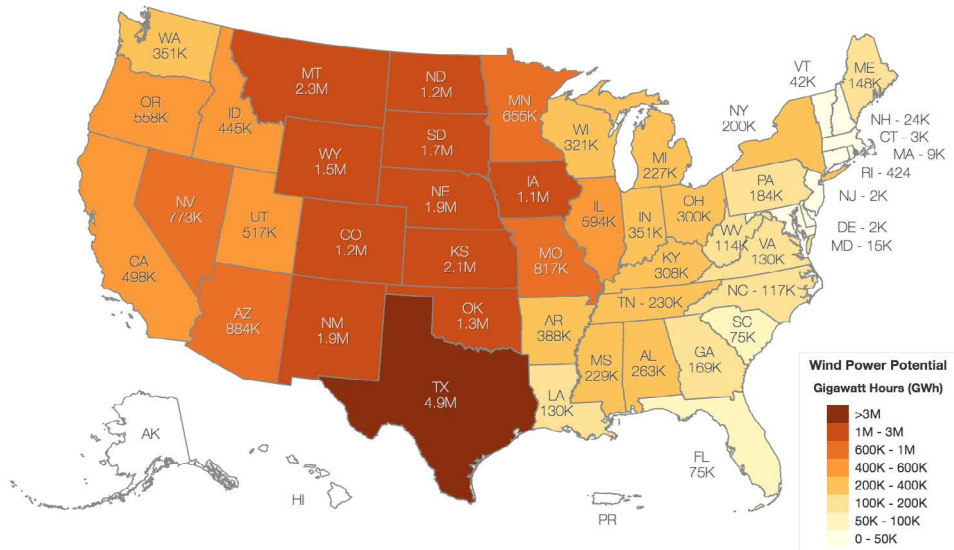 WA
351K
OR
558K
ID
445K
MT
2.3M
ND
1.2M
MN
655K
SD
1.7M
WY
1.5M
NE
1.9M
IA
1.1M
WI
321K
MI
227K
NV
773K
UT
517K
CO
1.2M
KS
2.1M
MO
817K
IL
594K
IN
351K
OH
300K
KY
308K
WV
114K
VA
130K
PA
184K
NY
200K
VT
42K
ME
148K
NH - 24K
CT - 3K
MA - 9K
RI - 424
NJ - 2K
DE - 2K
MD - 15K
CA
498K
AZ
884K
NM
1.9M
OK
1.3M
TX
4.9M
AR
388K
LA
130K
MS
229K
AL
263K
TN - 230K
NC - 117K
SC
75K
GA
169K
FL
75K
AK
HI
PR
Wind Power Potential
Gigawatt Hours (GWh)
>3M
1M - 3M
600K - 1M
400K - 600K
200K - 400K
100K - 200K
50K - 100K
0 - 50K